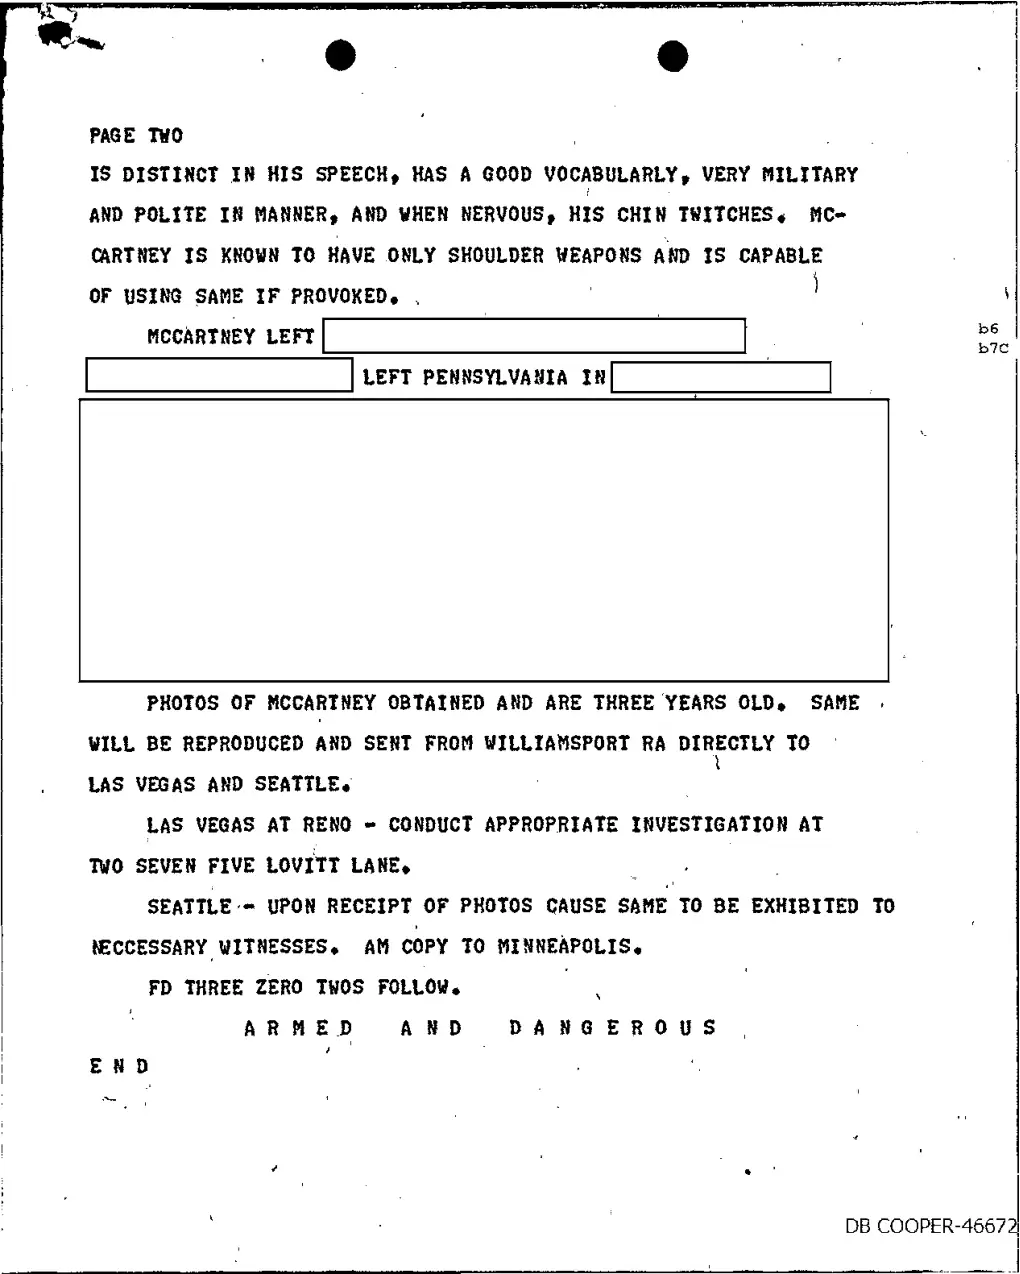 PAGE TWO
IS DISTINCT IN HIS SPEECH, HAS A GOOD VOCABULARLY, VERY MILITARY
AND POLITE IN MANNER, AND WHEN NERVOUS, HIS CHIN TWITCHES. MC-
CARTNEY IS KNOWN TO HAVE ONLY SHOULDER WEAPONS AND IS CAPABLE
OF USING SAME IF PROVOKED.
MCCARTNEY LEFT
b6
b7C
LEFT PENNSYLVANIA IN
PHOTOS OF MCCARTNEY OBTAINED AND ARE THREE YEARS OLD. SAME
WILL BE REPRODUCED AND SENT FROM WILLIAMSPORT RA DIRECTLY TO
LAS VEGAS AND SEATTLE.
LAS VEGAS AT RENO - CONDUCT APPROPRIATE INVESTIGATION AT
TWO SEVEN FIVE LOVITT LANE.
SEATTLE - UPON RECEIPT OF PHOTOS CAUSE SAME TO BE EXHIBITED TO
NECCESSARY WITNESSES. AM COPY TO MINNEAPOLIS.
FD THREE ZERO TWOS FOLLOW.
A R M E D A N D D A N G E R O U S
E N D
DB COOPER-46672